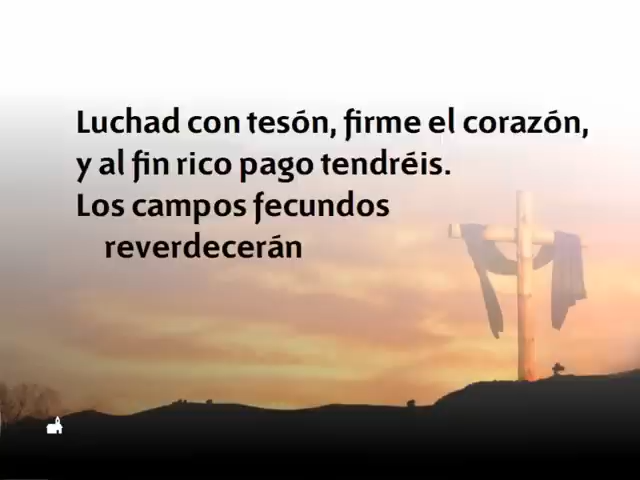 Luchad con tesón, firme el corazón,
y al fin rico pago tendréis.
Los campos fecundos
reverdecerán